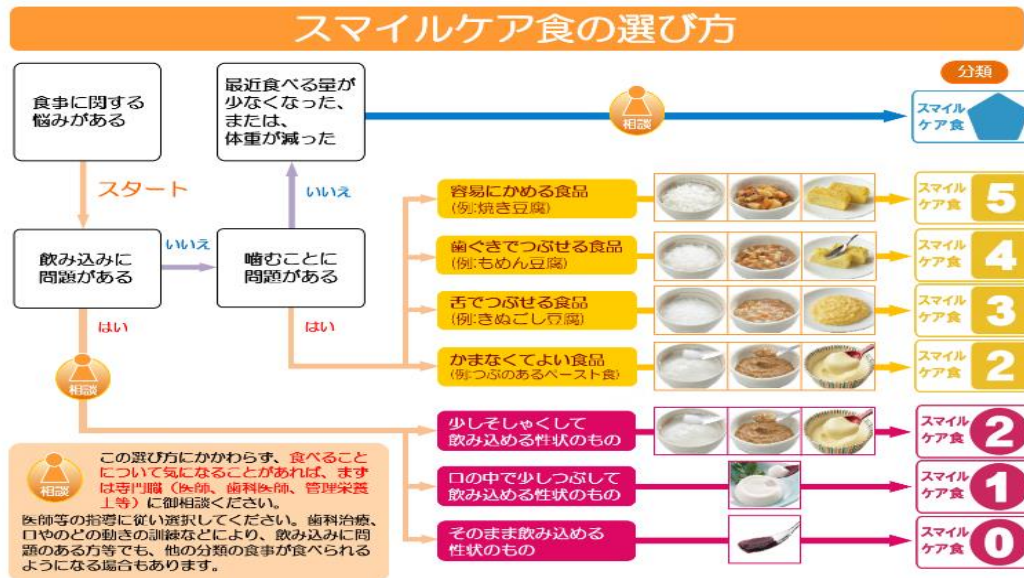 スマイルケア食の選び方
分類
食事に関する
悩みがある
最近食べる量が
少なくなった、
または、
体重が減った
相談
スマイル
ケア食
スタート
いいえ
飲み込みに
問題がある
いいえ
噛むことに
問題がある
はい
はい
相談
容易にかめる食品
(例:焼き豆腐)
スマイル
ケア食
5
歯ぐきでつぶせる食品
(例:もめん豆腐)
スマイル
ケア食
4
舌でつぶせる食品
(例:きぬごし豆腐)
スマイル
ケア食
3
かまなくてよい食品
(例:つぶのあるペースト食)
スマイル
ケア食
2
少しそしゃくして
飲み込める性状のもの
スマイル
ケア食
2
口の中で少しつぶして
飲み込める性状のもの
スマイル
ケア食
1
そのまま飲み込める
性状のもの
スマイル
ケア食
0
相談
この選び方にかかわらず、食べること
について気になることがあれば、まず
は専門職（医師、歯科医師、管理栄養
士等）に御相談ください。
医師等の指導に従い選択してください。歯科治療、
口やのどの動きの訓練などにより、飲み込みに問
題のある方等でも、他の分類の食事が食べられる
ようになる場合もあります。